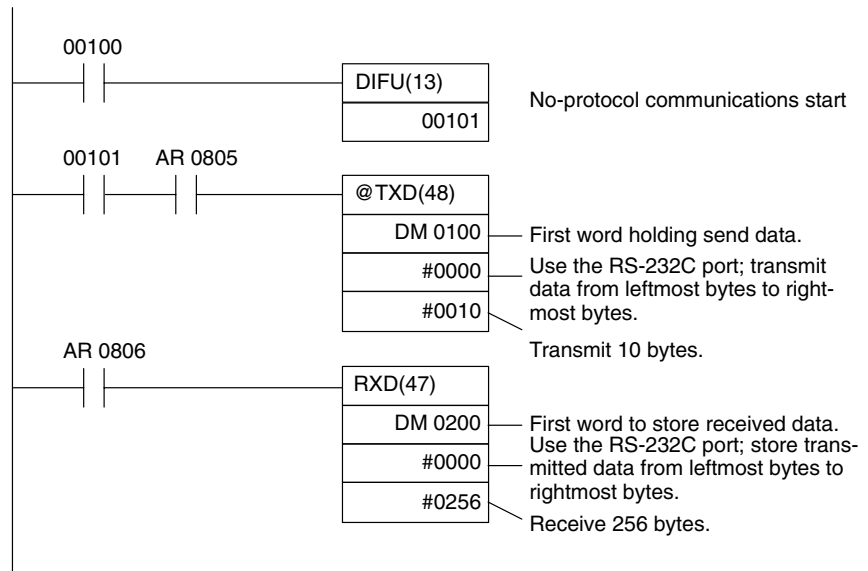 00100
DIFU(13)
00101
No-protocol communications start
00101 AR 0805
@TXD(48)
DM 0100
First word holding send data.
#0000
Use the RS-232C port; transmit
data from leftmost bytes to right-
most bytes.
#0010
Transmit 10 bytes.
AR 0806
RXD(47)
DM 0200
First word to store received data.
#0000
Use the RS-232C port; store trans-
mitted data from leftmost bytes to
rightmost bytes.
#0256
Receive 256 bytes.